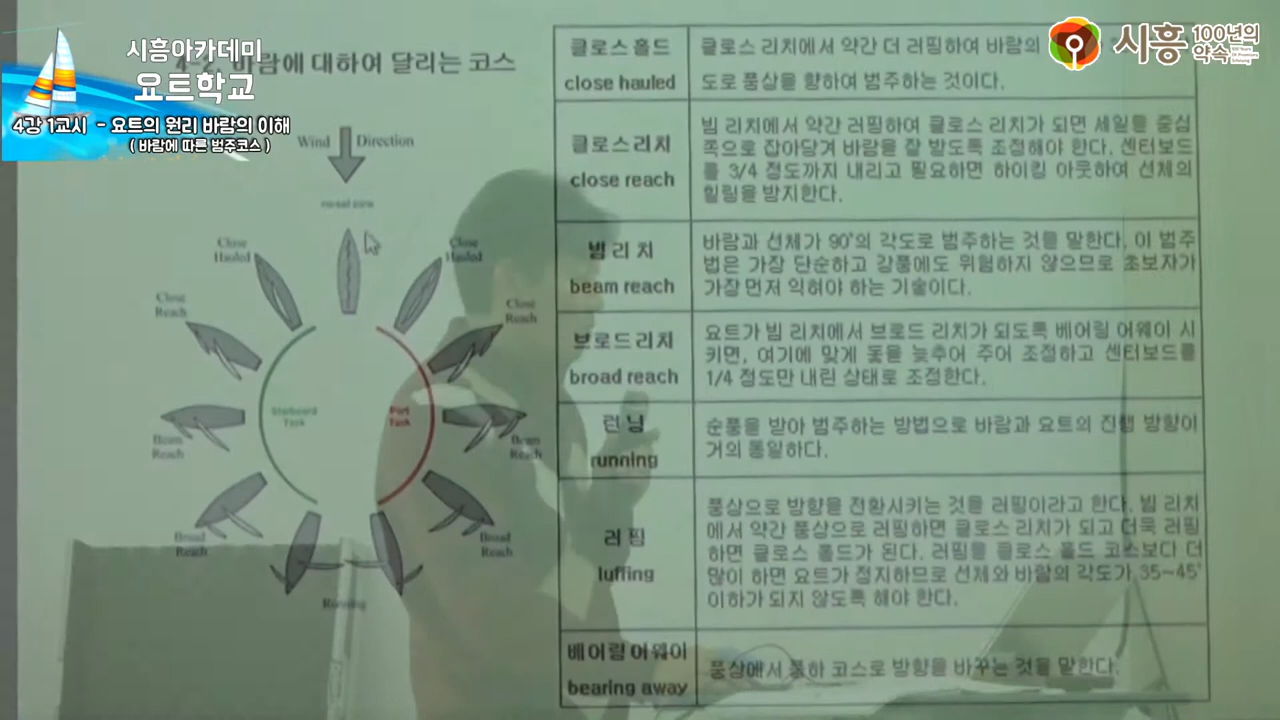 시흥아카데미
요트학교
4강 1교시 - 요트의 원리 바람의 이해
( 바람에 따른 범주코스 )
시흥
100년의
약속
바람에 대하여 달리는 코스
Wind Direction
Close
Hauled
Close
Hauled
Close
Reach
Close
Reach
Starboard
Tack
Port
Tack
Beam
Reach
Beam
Reach
Broad
Reach
Broad
Reach
Running
클로스 홀드
close hauled
클로스 리치에서 약간 더 러핑하여 바람의
도로 풍상을 향하여 범주하는 것이다.
클로스 리치
close reach
빔 리치에서 약간 러핑하여 클로스 리치가 되면 세일을 중심
쪽으로 잡아당겨 바람을 잘 받도록 조정해야 한다. 센터보드
를 3/4 정도까지 내리고 필요하면 하이킹 아웃하여 선체의
힐링을 방지한다.
빔 리 치
beam reach
바람과 선체가 90°의 각도로 범주하는 것을 말한다. 이 범주
법은 가장 단순하고 강풍에도 위험하지 않으므로 초보자가
가장 먼저 익혀야 하는 기술이다.
브로드 리치
broad reach
요트가 빔 리치에서 브로드 리치가 되도록 베어링 어웨이 시
키면, 여기에 맞게 돛을 늦추어 주어 조정하고 센터보드를
1/4 정도만 내린 상태로 조정한다.
런 닝
running
순풍을 받아 범주하는 방법으로 바람과 요트의 진행 방향이
거의 동일하다.
러 핑
luffing
풍상으로 방향을 전환시키는 것을 러핑이라고 한다. 빔 리치
에서 약간 풍상으로 러핑하면 클로스 리치가 되고 더욱 러핑
하면 클로스 홀드가 된다. 러핑을 클로스 홀드 코스보다 더
많이 하면 요트가 정지하므로 선체와 바람의 각도가 35~45°
이하가 되지 않도록 해야 한다.
베어링 어웨이
bearing away
풍상에서 풍하 코스로 방향을 바꾸는 것을 말한다.